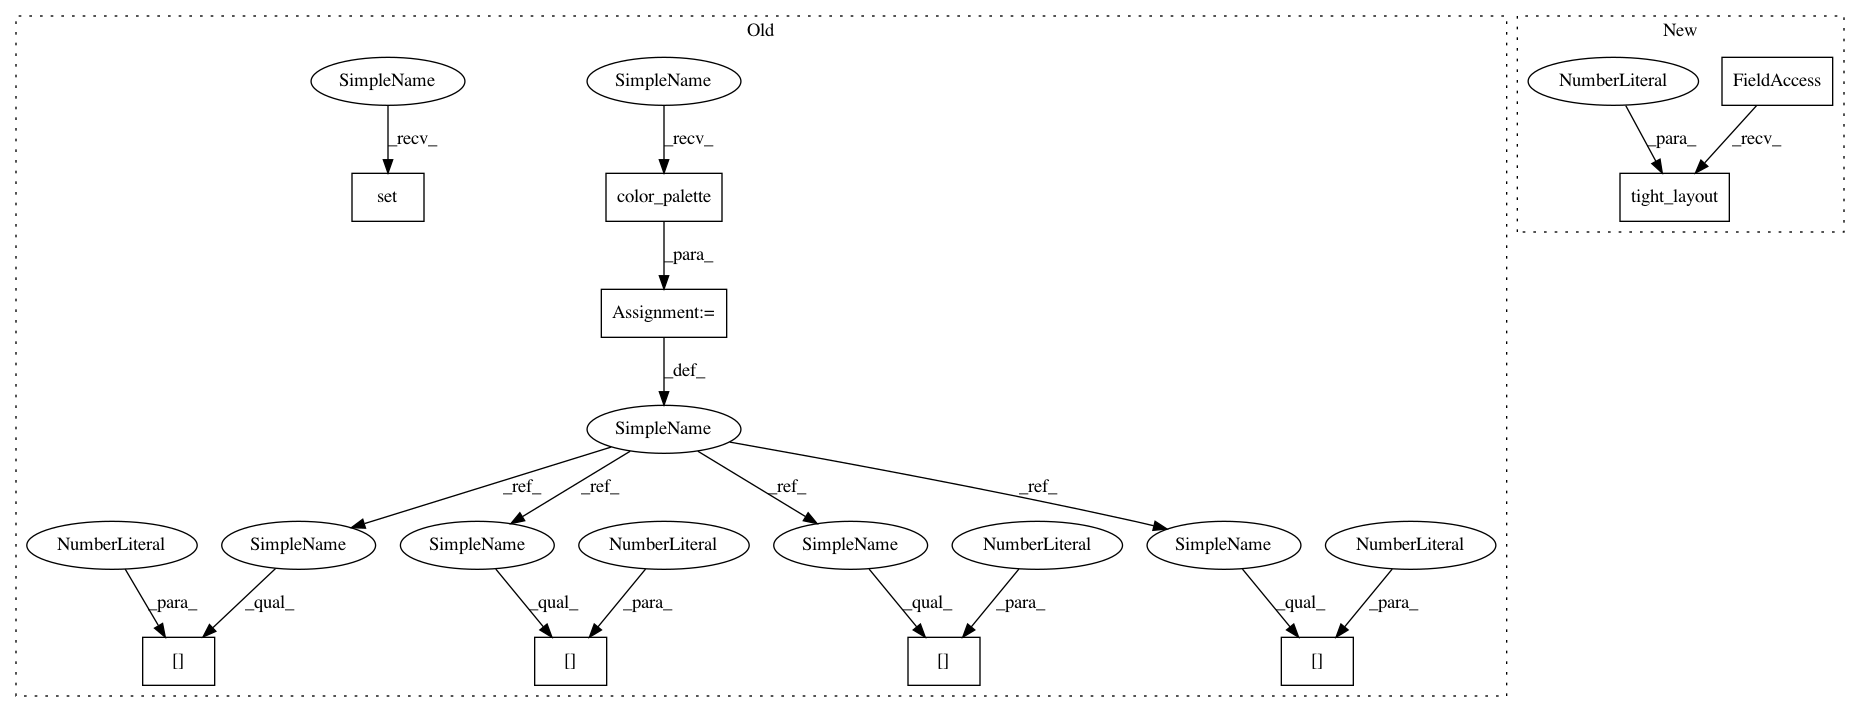 Old
New
SimpleName
SimpleName
NumberLiteral
FieldAccess
_recv_
_recv_
_para_
_recv_
set
color_palette
tight_layout
_para_
Assignment:=
_def_
SimpleName
_ref_
_ref_
_ref_
_ref_
NumberLiteral
SimpleName
SimpleName
NumberLiteral
SimpleName
NumberLiteral
SimpleName
NumberLiteral
_para_
_qual_
_qual_
_para_
_qual_
_para_
_qual_
_para_
[]
[]
[]
[]